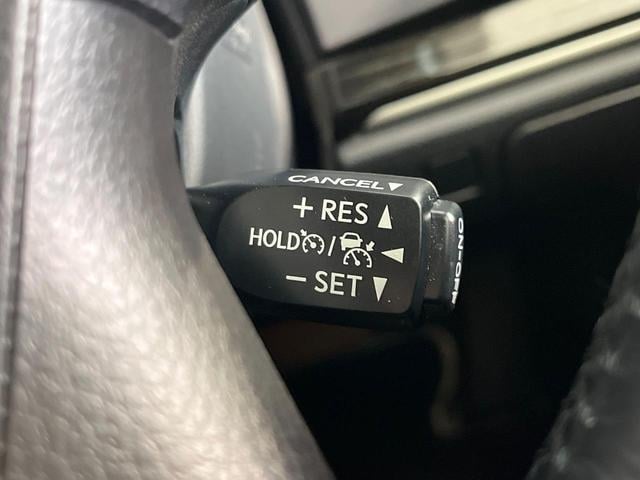 CANCEL▼
+ RES ▲
HOLD / ◀
− SET ▼
ON-OFF